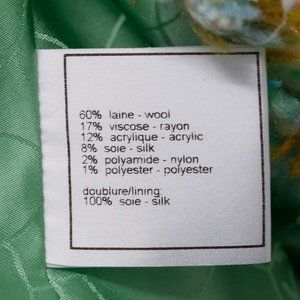 60% laine - wool
17% viscose - rayon
12% acrylique - acrylic
8% soie - silk
2% polyamide - nylon
1% polyester - polyester
doublure/lining:
100% soie - silk